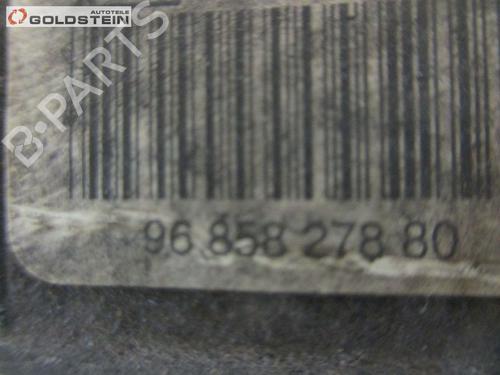 AUTOTEILE
GOLDSTEIN
B-PARTS
96 858 278 80